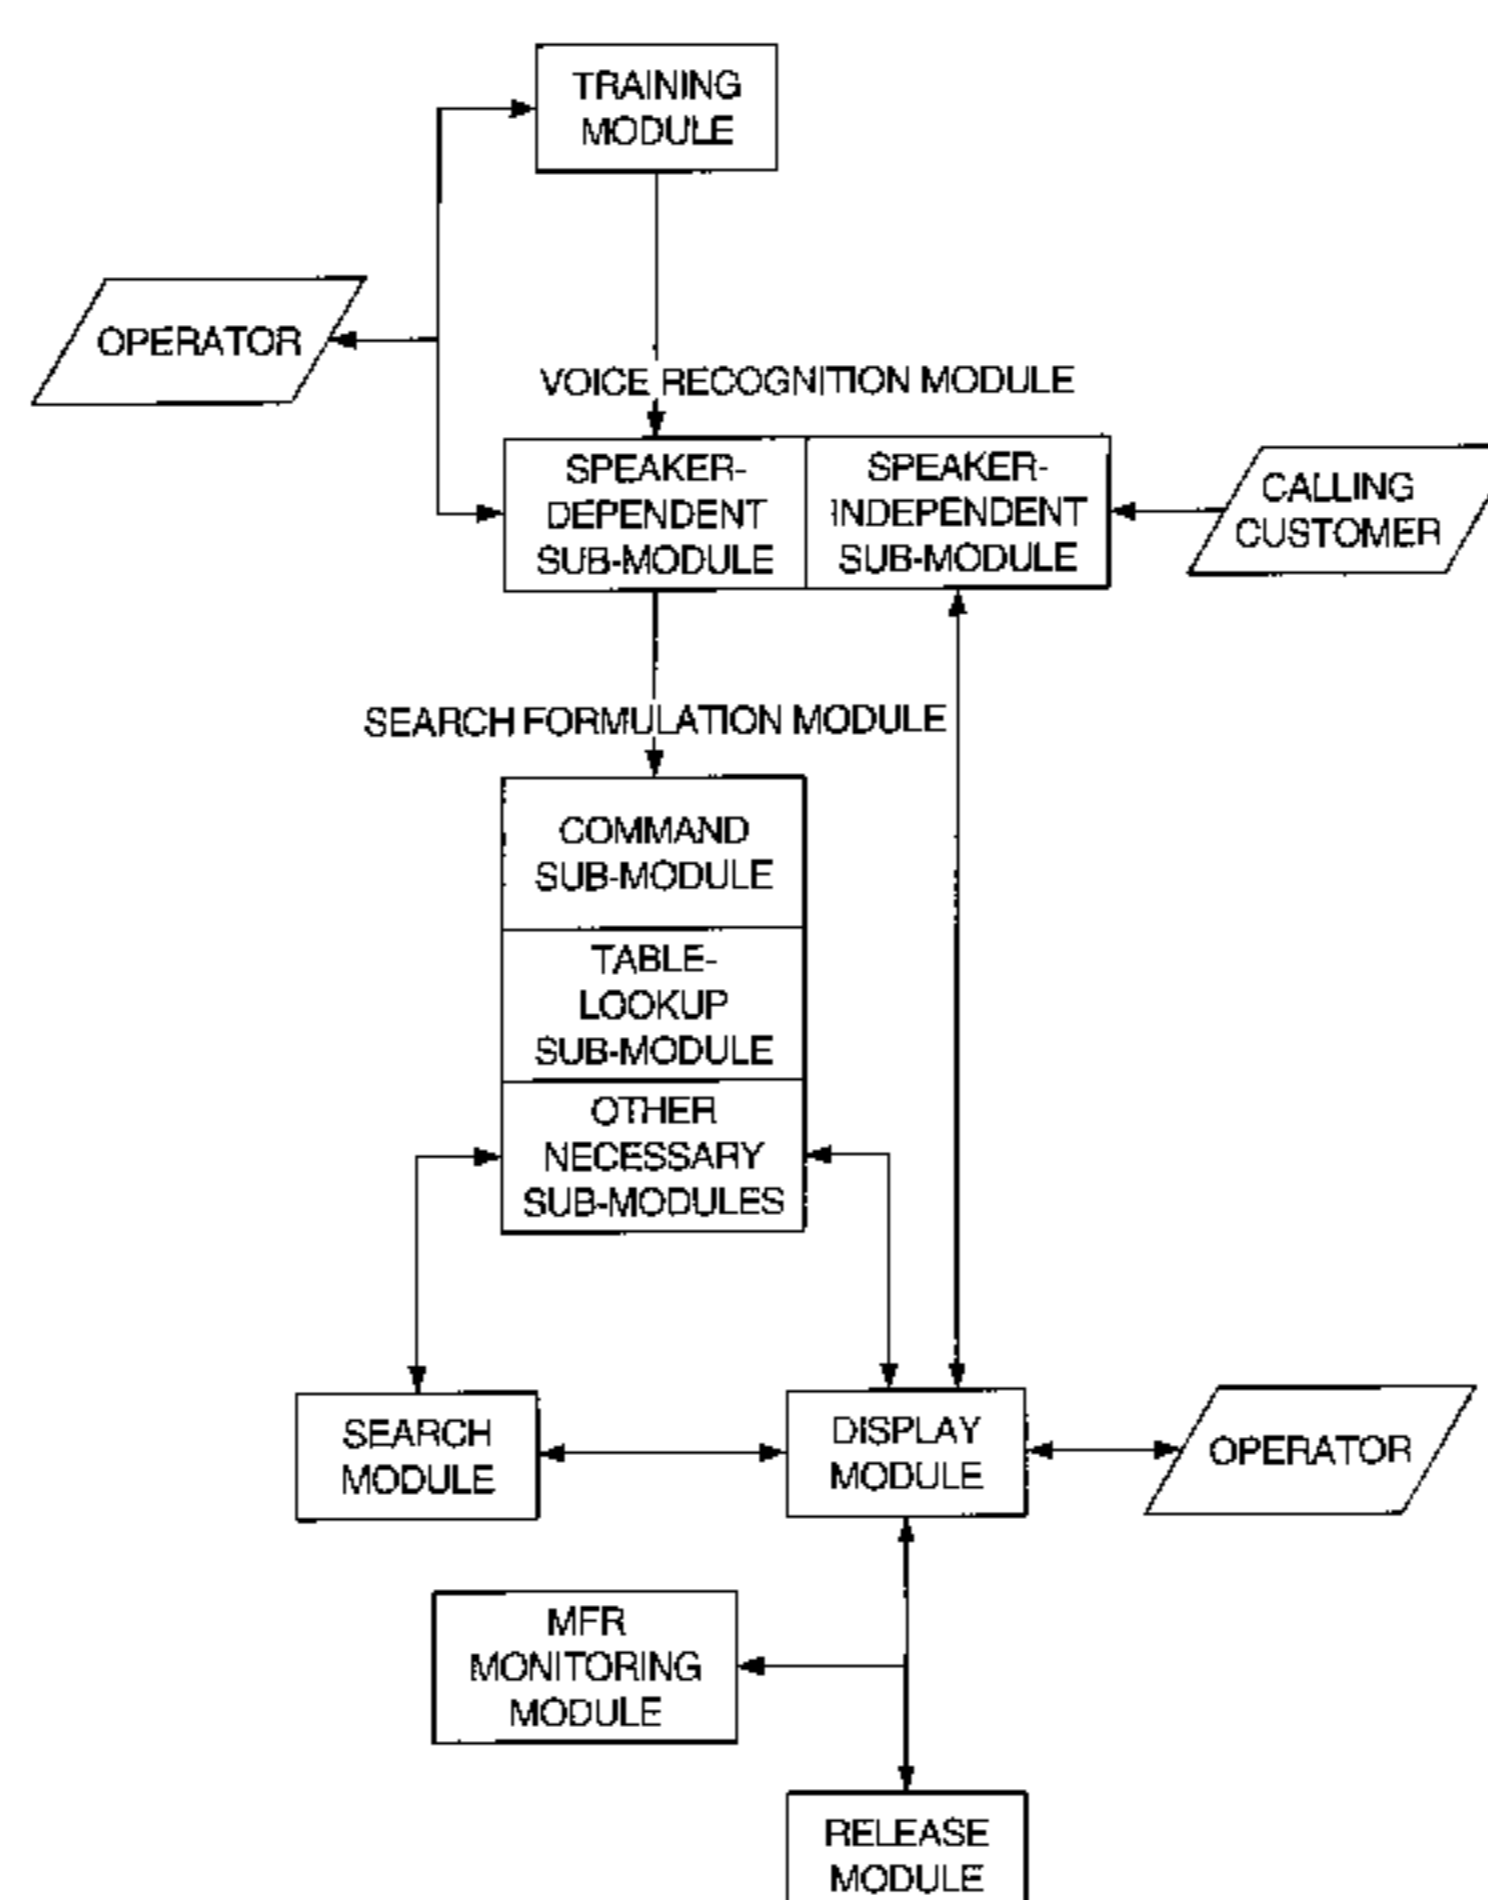 TRAINING
MODULE
OPERATOR
VOICE RECOGNITION MODULE
SPEAKER-
DEPENDENT
SUB-MODULE
SPEAKER-
INDEPENDENT
SUB-MODULE
CALLING
CUSTOMER
SEARCH FORMULATION MODULE
COMMAND
SUB-MODULE
TABLE-
LOOKUP
SUB-MODULE
OTHER
NECESSARY
SUB-MODULES
SEARCH
MODULE
DISPLAY
MODULE
OPERATOR
MFR
MONITORING
MODULE
RELEASE
MODULE